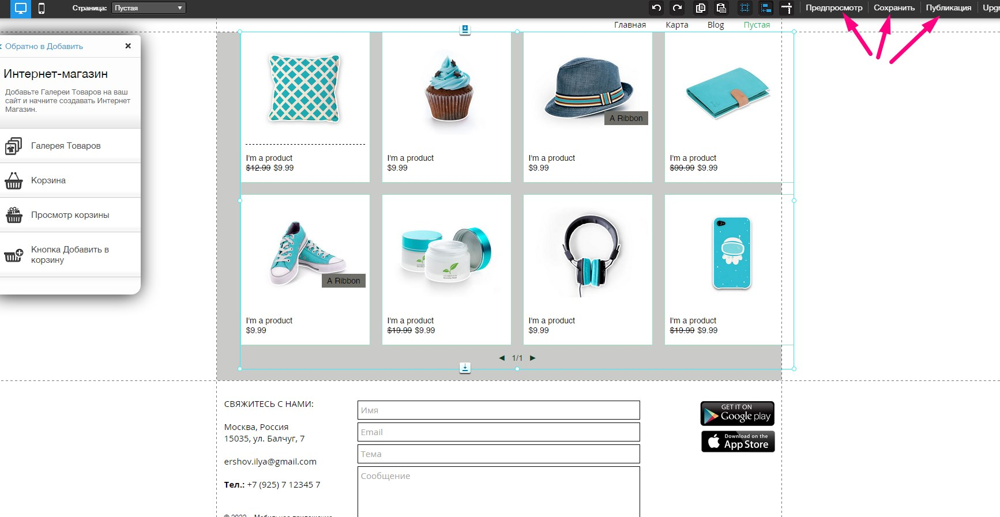 Страница: Пустая
Предпросмотр Сохранить Публикация Upgr
Главная Карта Blog Пустая
Обратно в Добавить
Интернет-магазин
Добавьте Галереи Товаров на ваш
сайт и начните создавать Интернет
Магазин.
Галерея Товаров
Корзина
Просмотр корзины
Кнопка Добавить в
корзину
A Ribbon
I'm a product
$12.99 $9.99
I'm a product
$9.99
I'm a product
$9.99
I'm a product
$99.99 $9.99
A Ribbon
I'm a product
$9.99
I'm a product
$19.99 $9.99
I'm a product
$9.99
I'm a product
$19.99 $9.99
1/1
СВЯЖИТЕСЬ С НАМИ:
Москва, Россия
15035, ул. Балчуг, 7
ershov.ilya@gmail.com
Тел.: +7 (925) 7 12345 7
Имя
Email
Тема
Сообщение
GET IT ON
Google play
Download on the
App Store